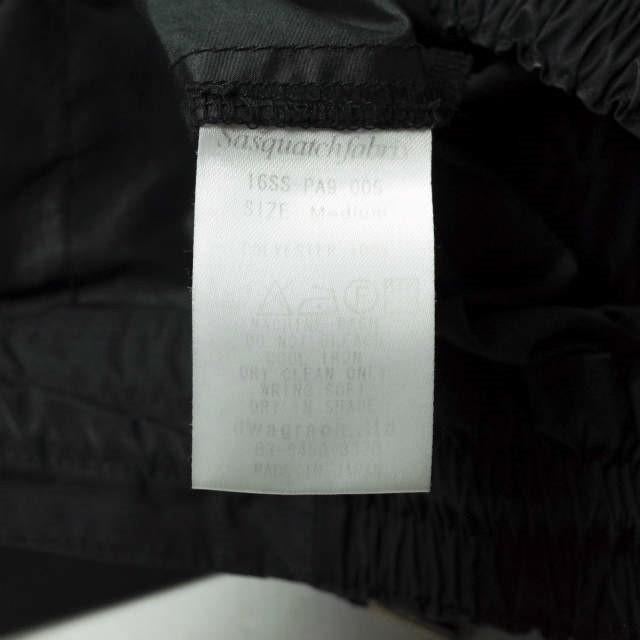 Sasquatchfabrix
16SS-PA9-006
SIZE Medium
POLYESTER 100%
MACHINE WASH
DO NOT BLEACH
IRON
DRY CLEAN ONLY
WRING SOFT
DRY IN SHADE
MADE IN JAPAN